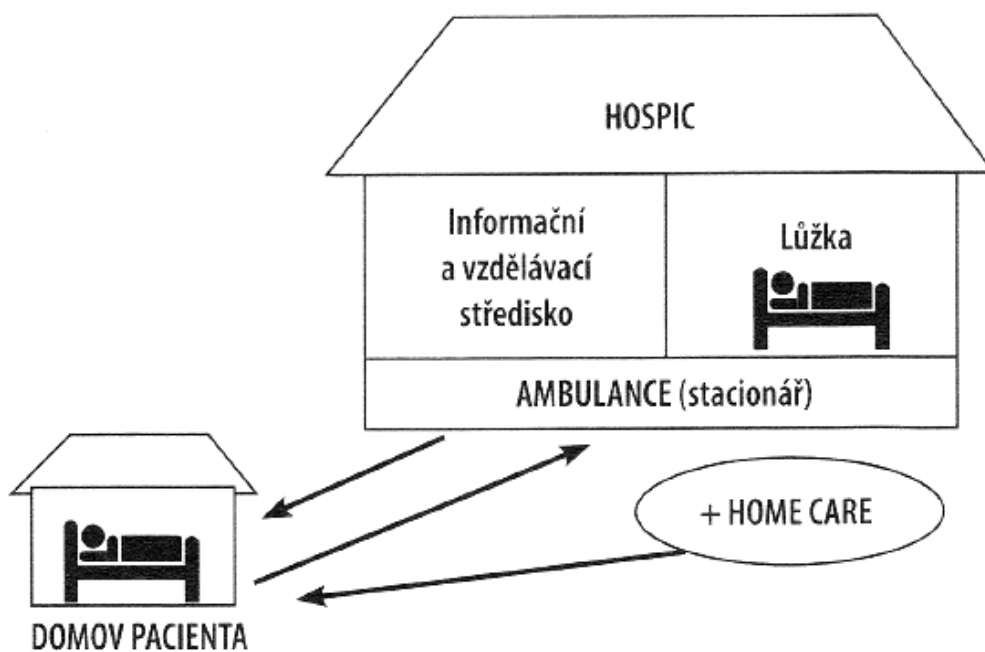 HOSPIC
Informační
a vzdělávací
středisko
Lůžka
AMBULANCE (stacionář)
+ HOME CARE
DOMOV PACIENTA